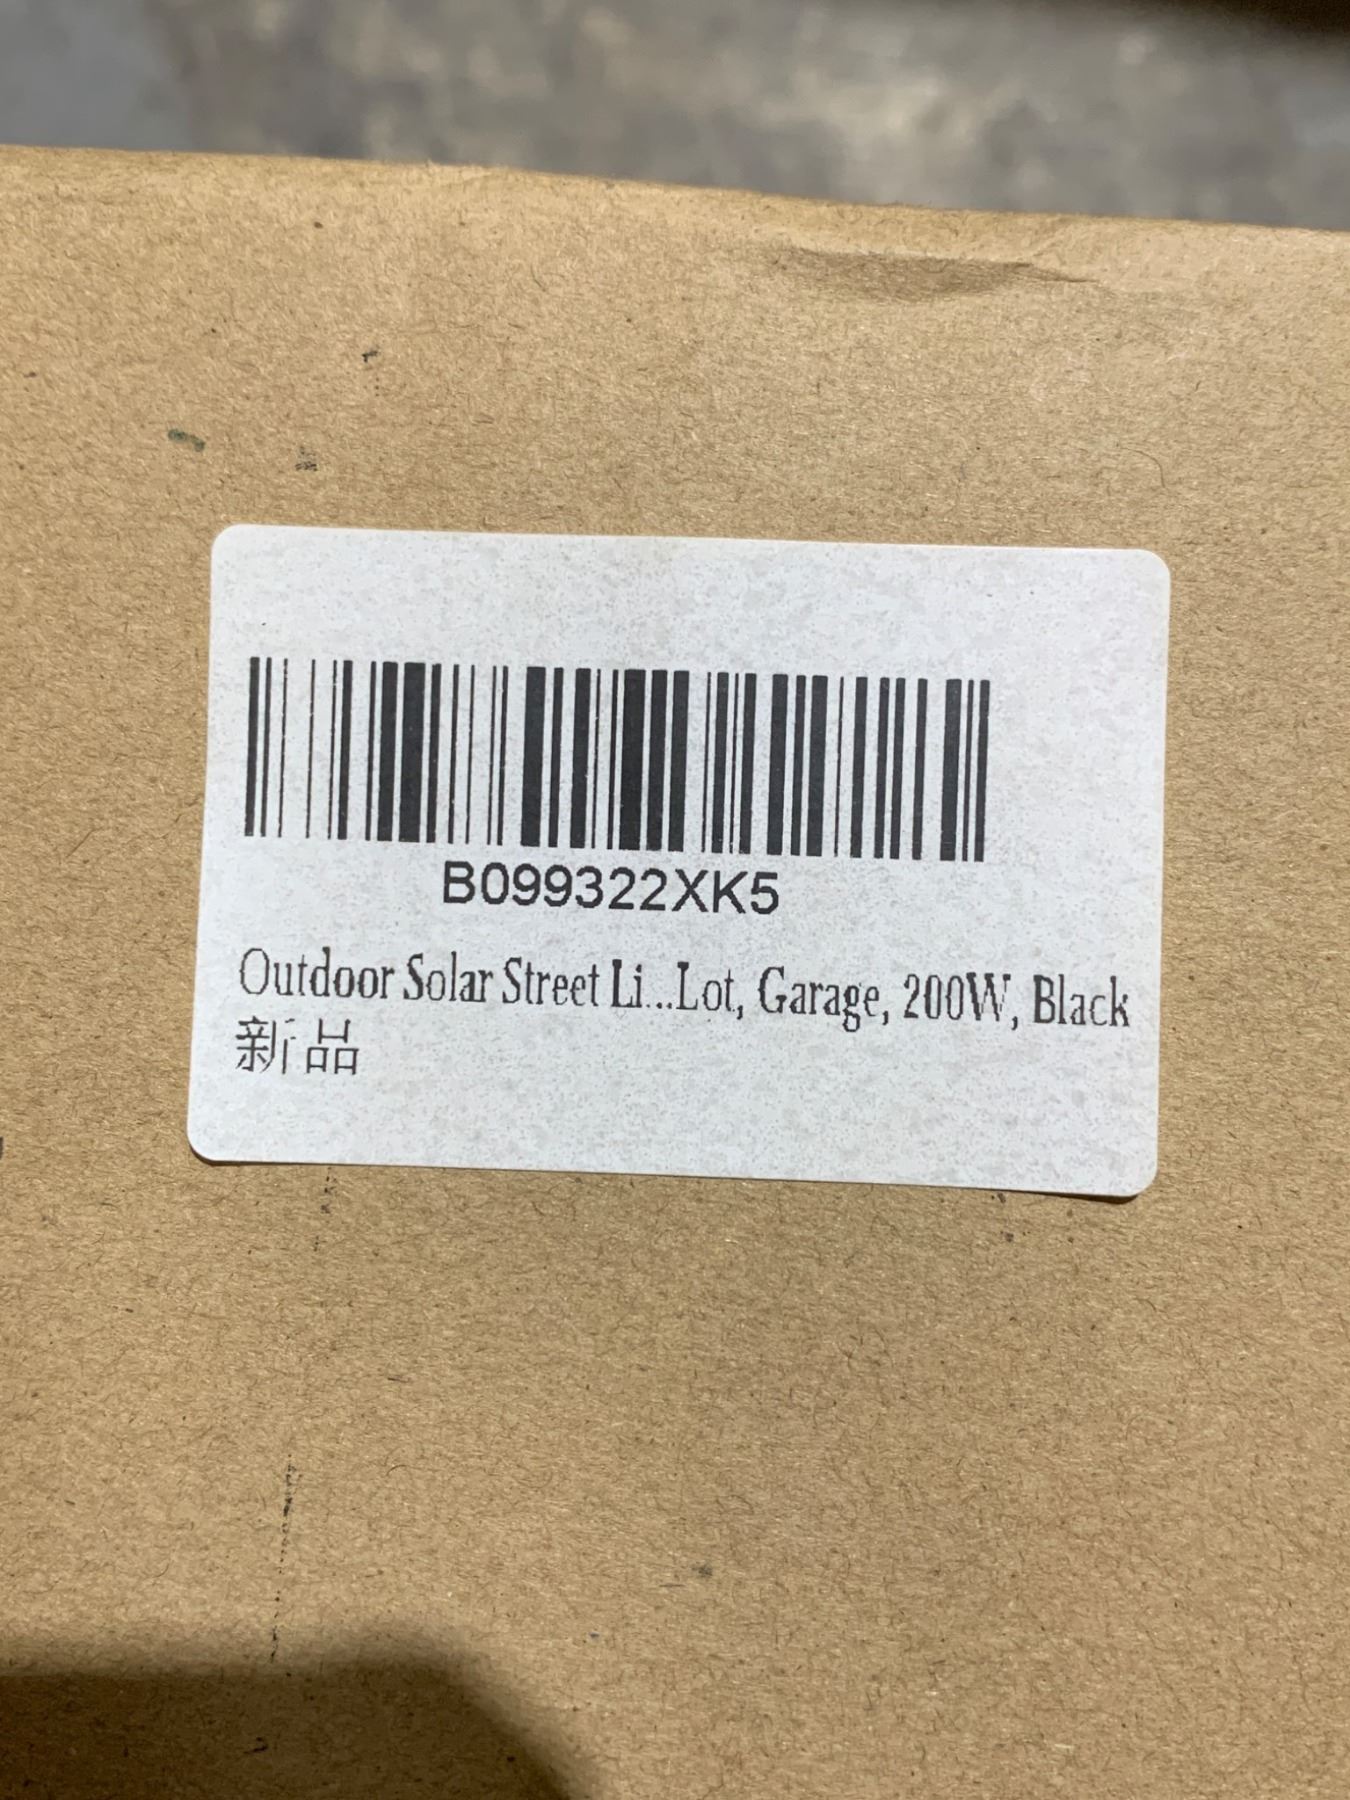 B099322XK5
Outdoor Solar Street Li...Lot, Garage, 200W, Black
新品